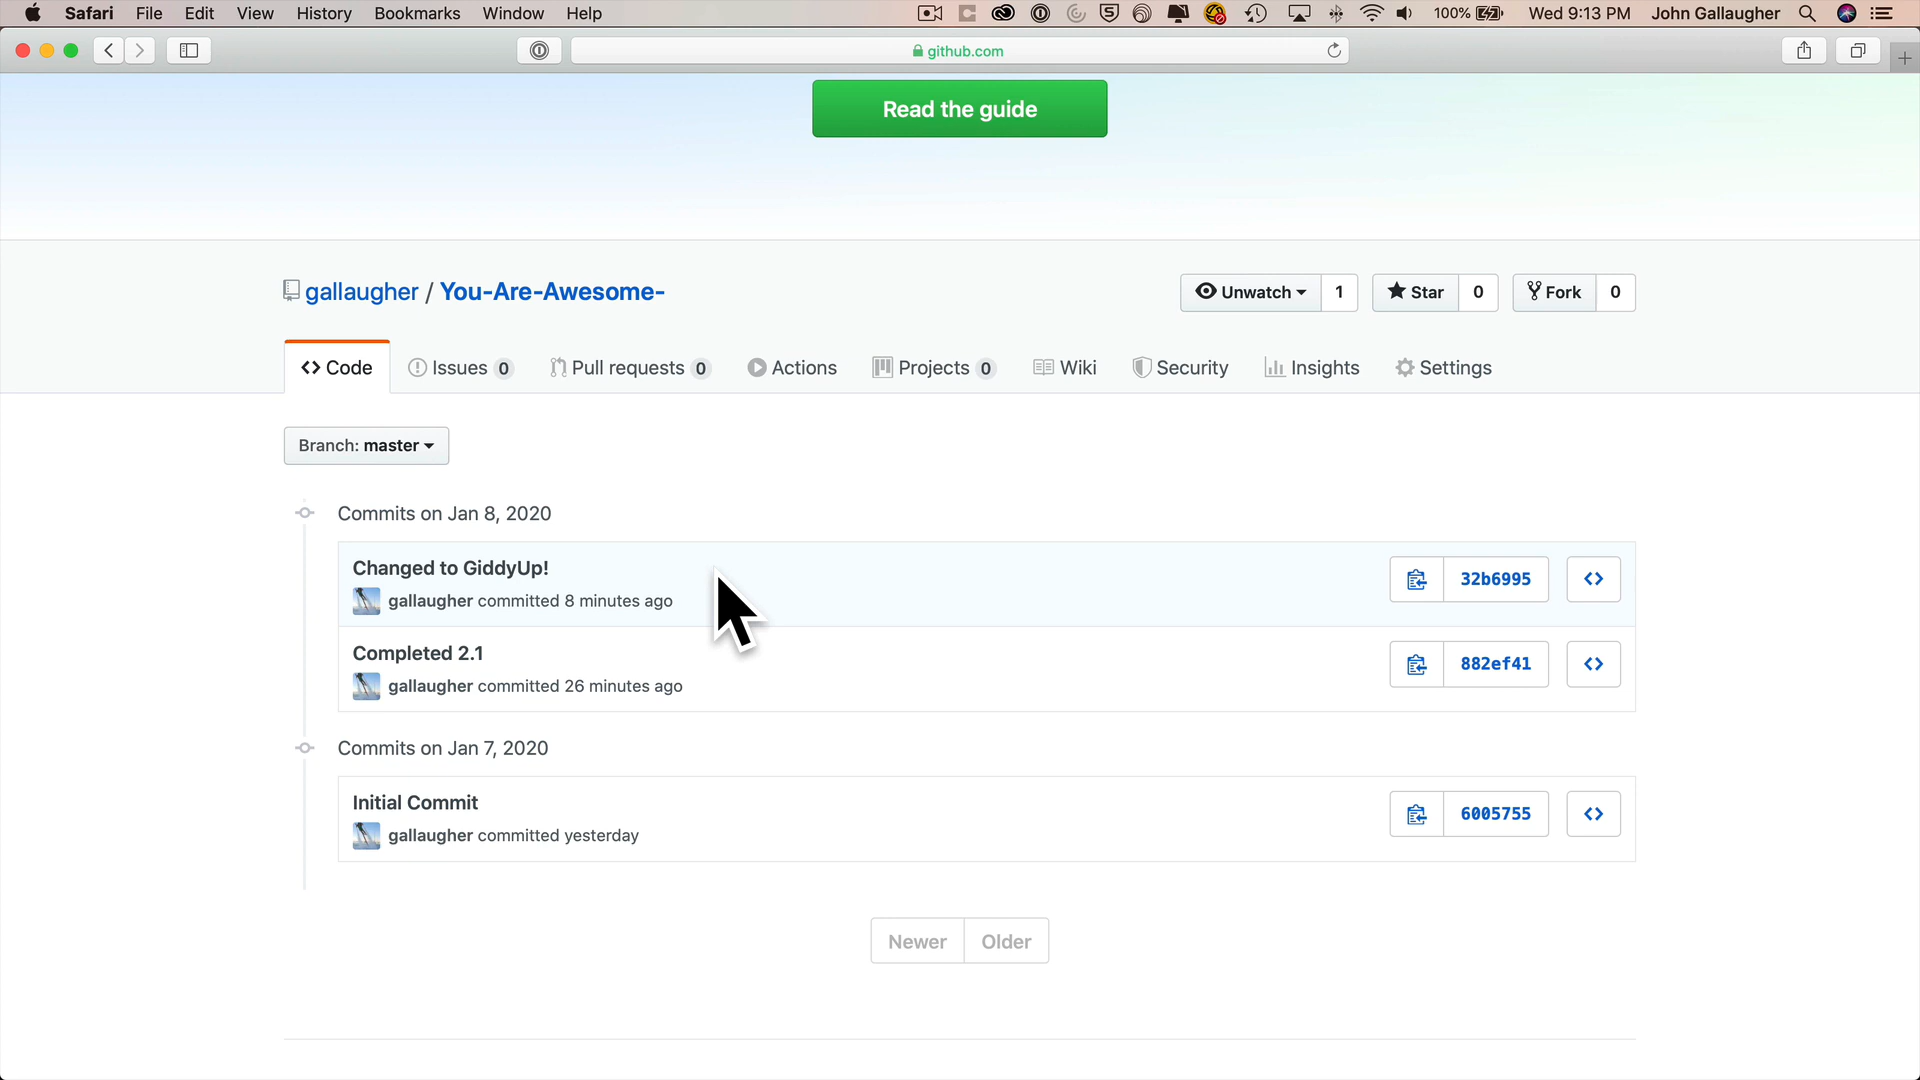 Safari File Edit View History Bookmarks Window Help 100% Wed 9:13 PM John Gallaugher
github.com
Read the guide
gallaugher / You-Are-Awesome-
Unwatch 1 Star 0 Fork 0
Code Issues 0 Pull requests 0 Actions Projects 0 Wiki Security Insights Settings
Branch: master
Commits on Jan 8, 2020
Changed to GiddyUp!
gallaugher committed 8 minutes ago
32b6995
Completed 2.1
gallaugher committed 26 minutes ago
882ef41
Commits on Jan 7, 2020
Initial Commit
gallaugher committed yesterday
6005755
Newer Older